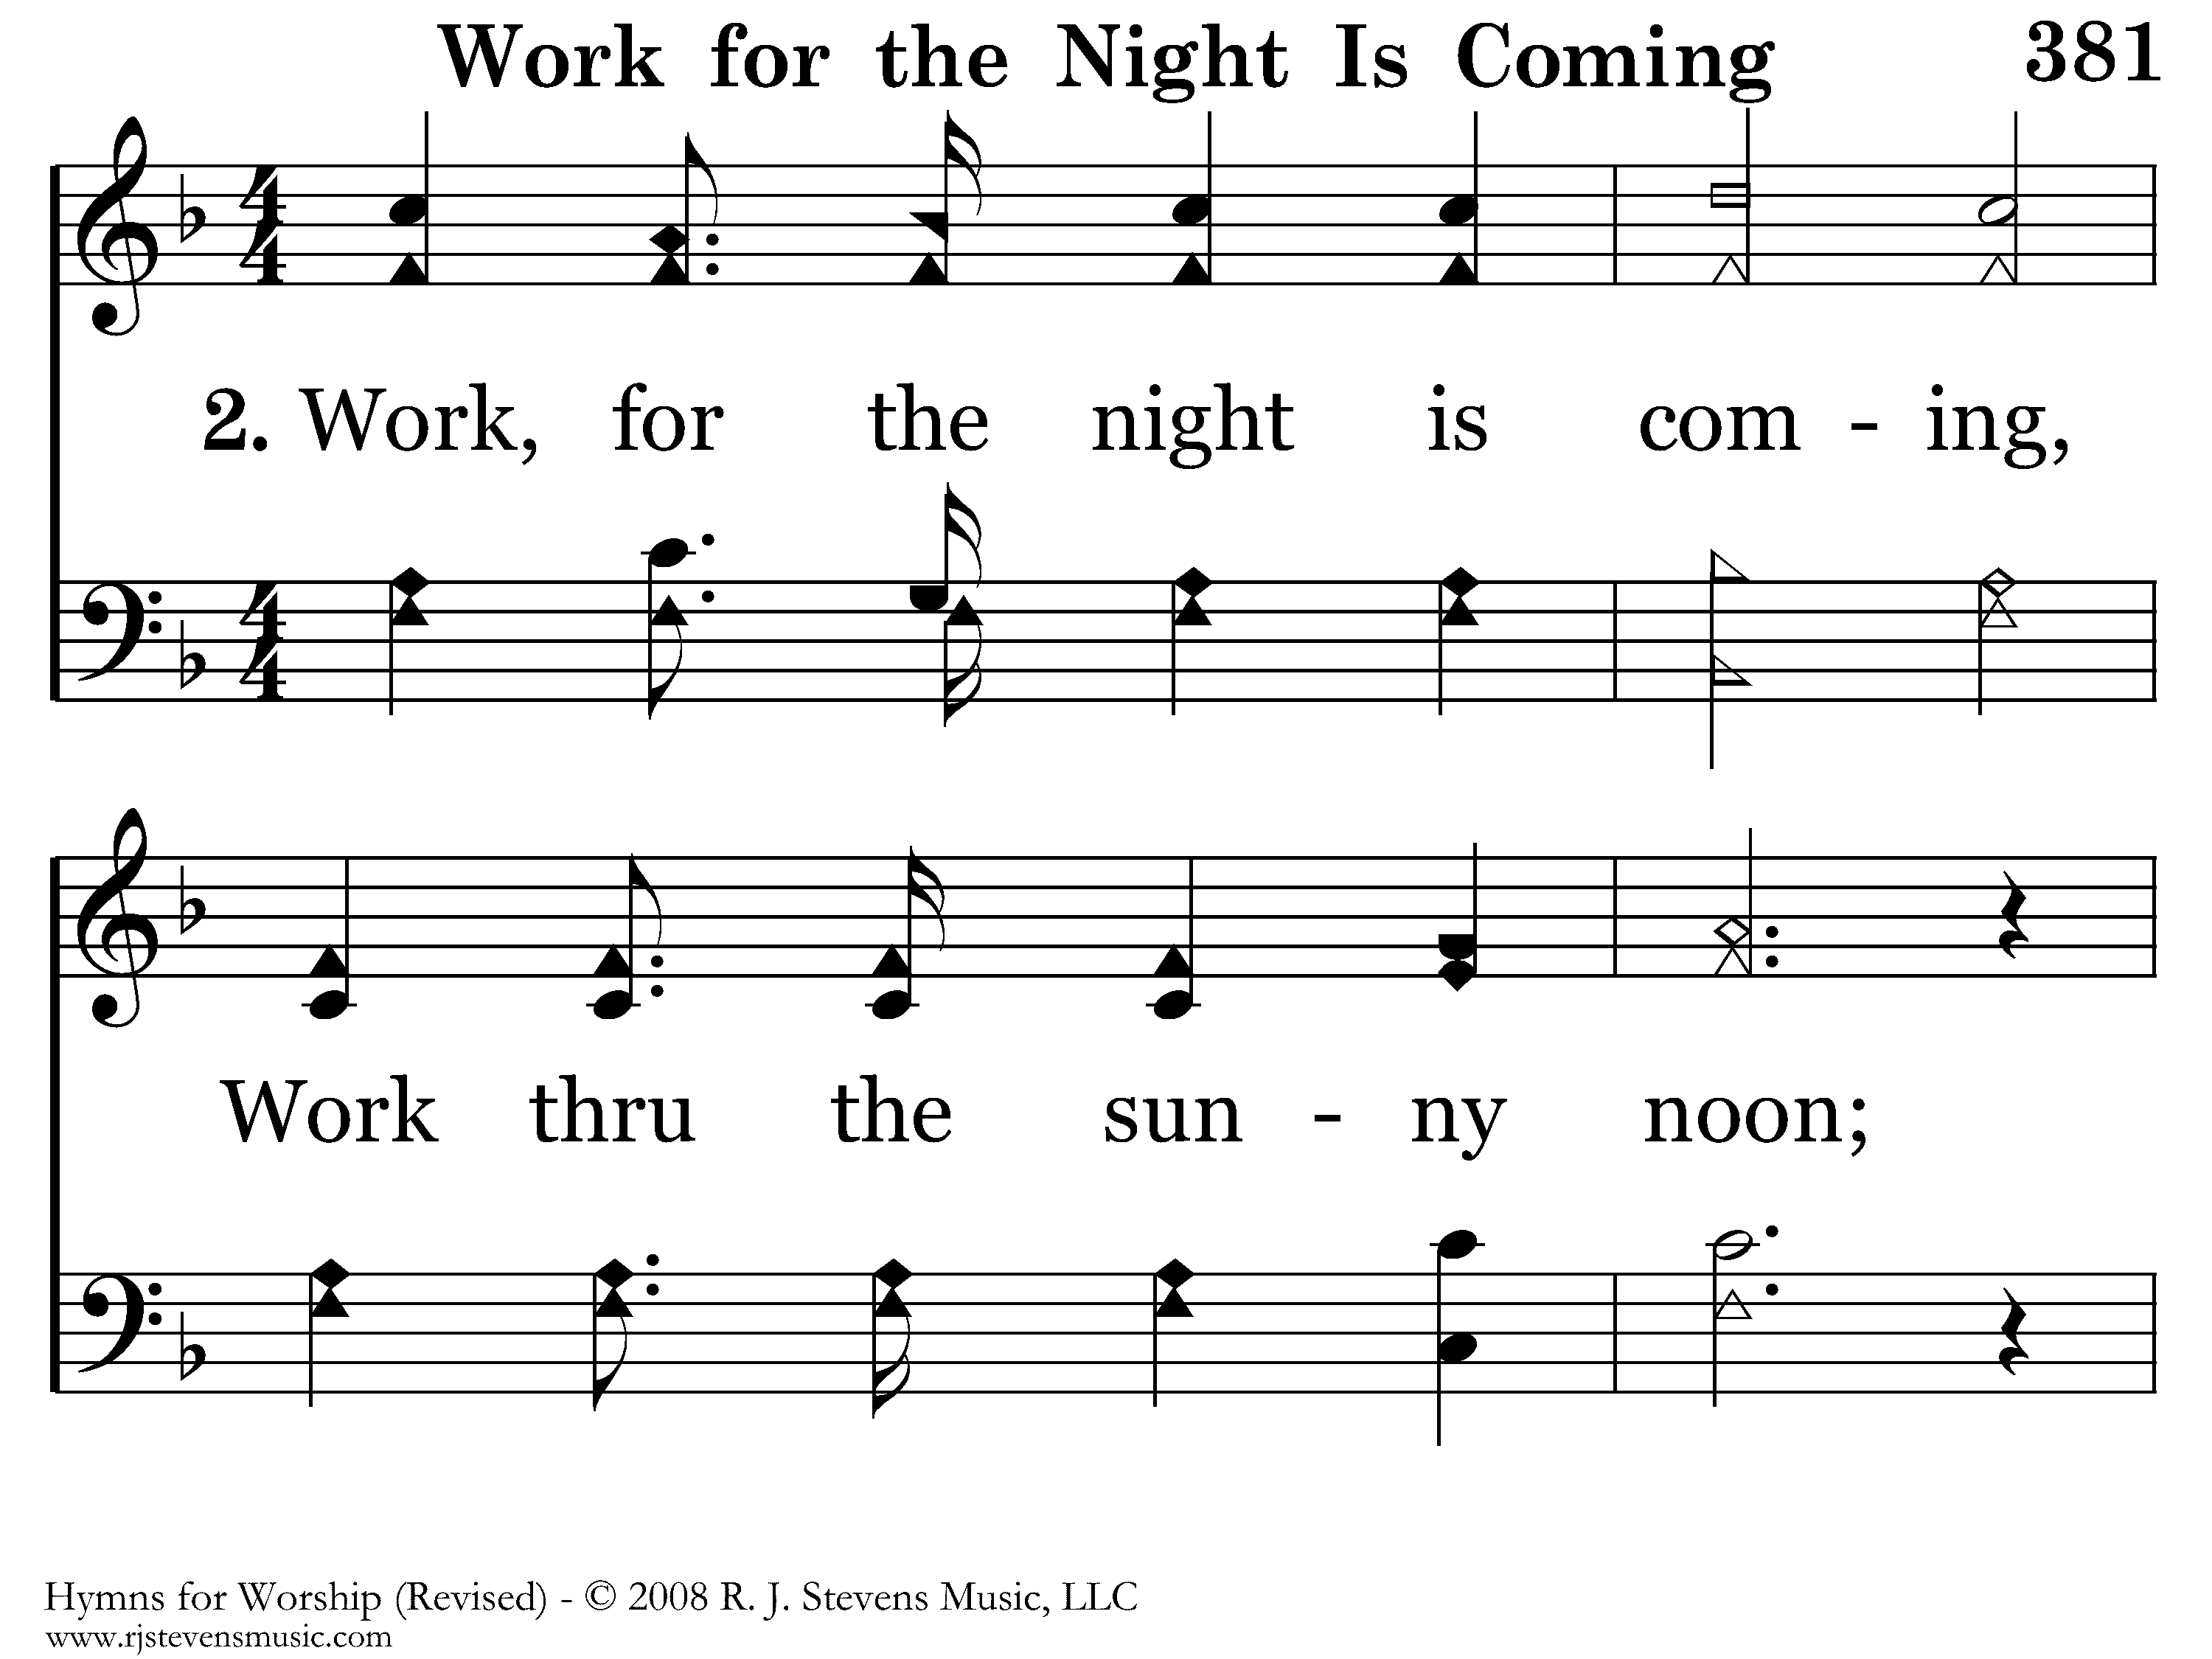 Work for the Night Is Coming 381
2. Work, for the night is com - ing,
Work thru the sun - ny noon;
Hymns for Worship (Revised) - © 2008 R. J. Stevens Music, LLC
www.rjstevensmusic.com